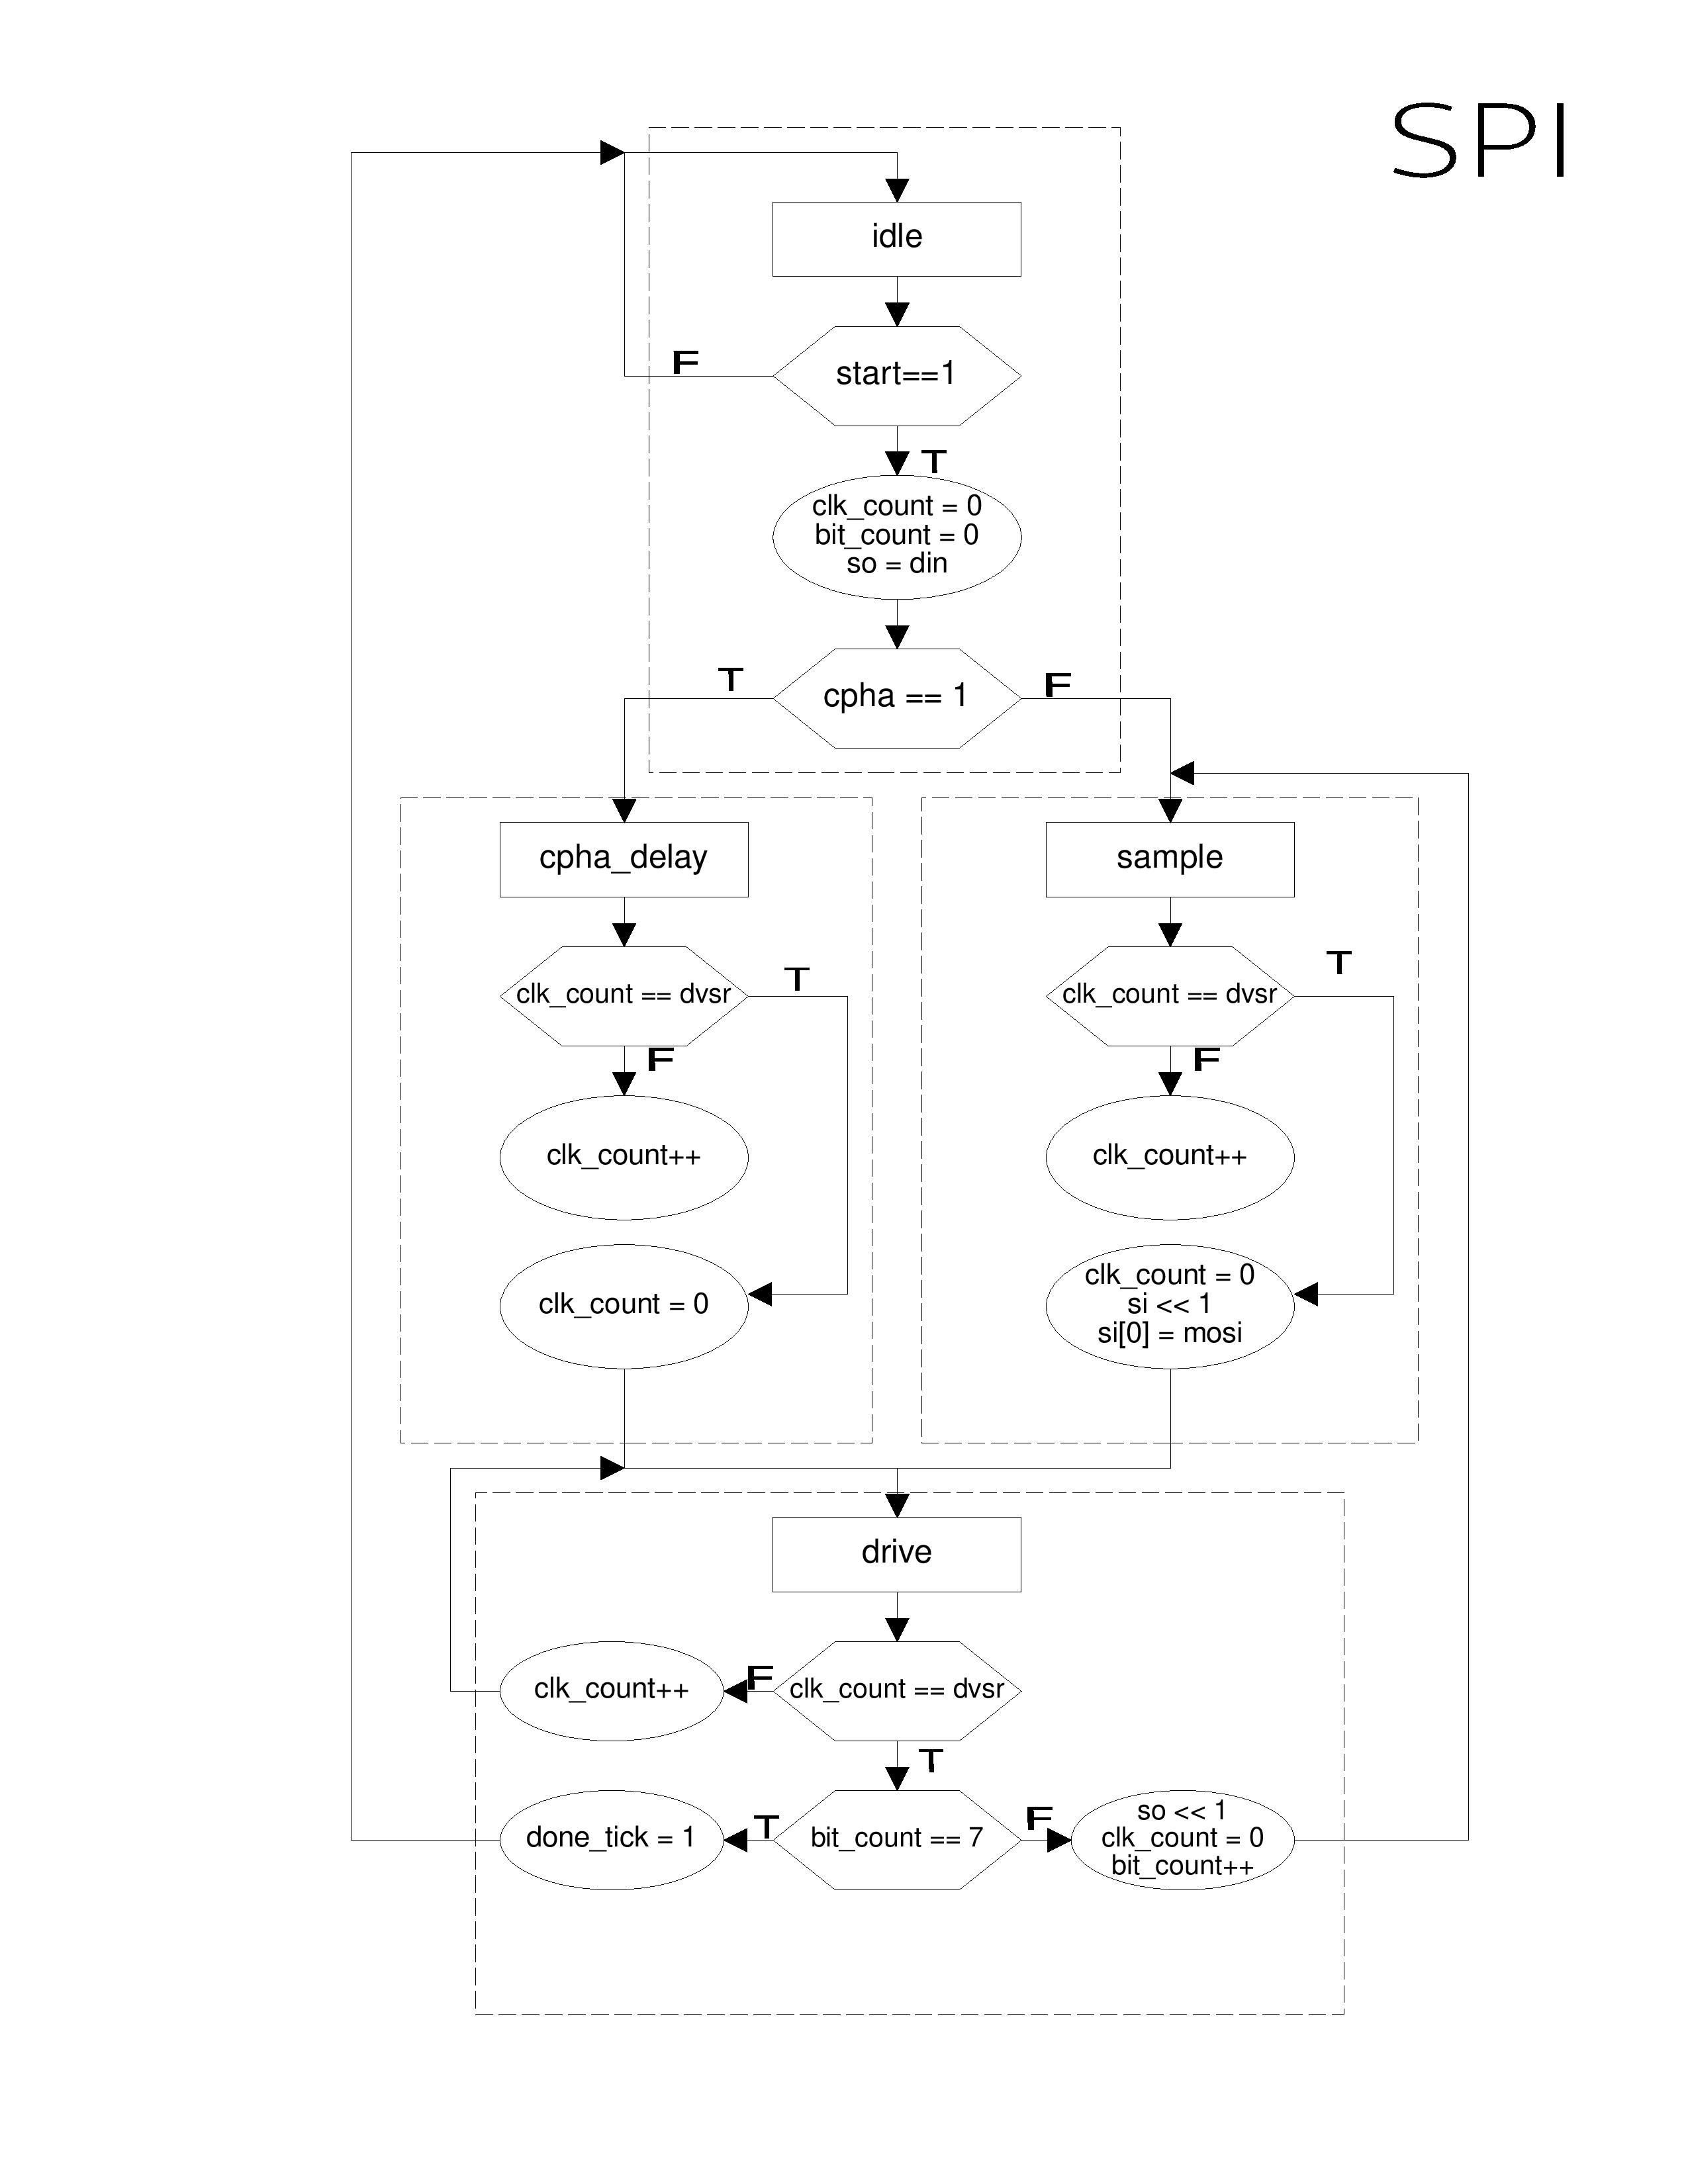 SPI
idle
start==1
F
T
clk_count = 0
bit_count = 0
so = din
cpha == 1
T
F
cpha_delay
clk_count == dvsr
T
F
clk_count++
clk_count = 0
sample
clk_count == dvsr
T
F
clk_count++
clk_count = 0
si << 1
si[0] = mosi
drive
clk_count == dvsr
F
clk_count++
T
bit_count == 7
T
done_tick = 1
F
so << 1
clk_count = 0
bit_count++